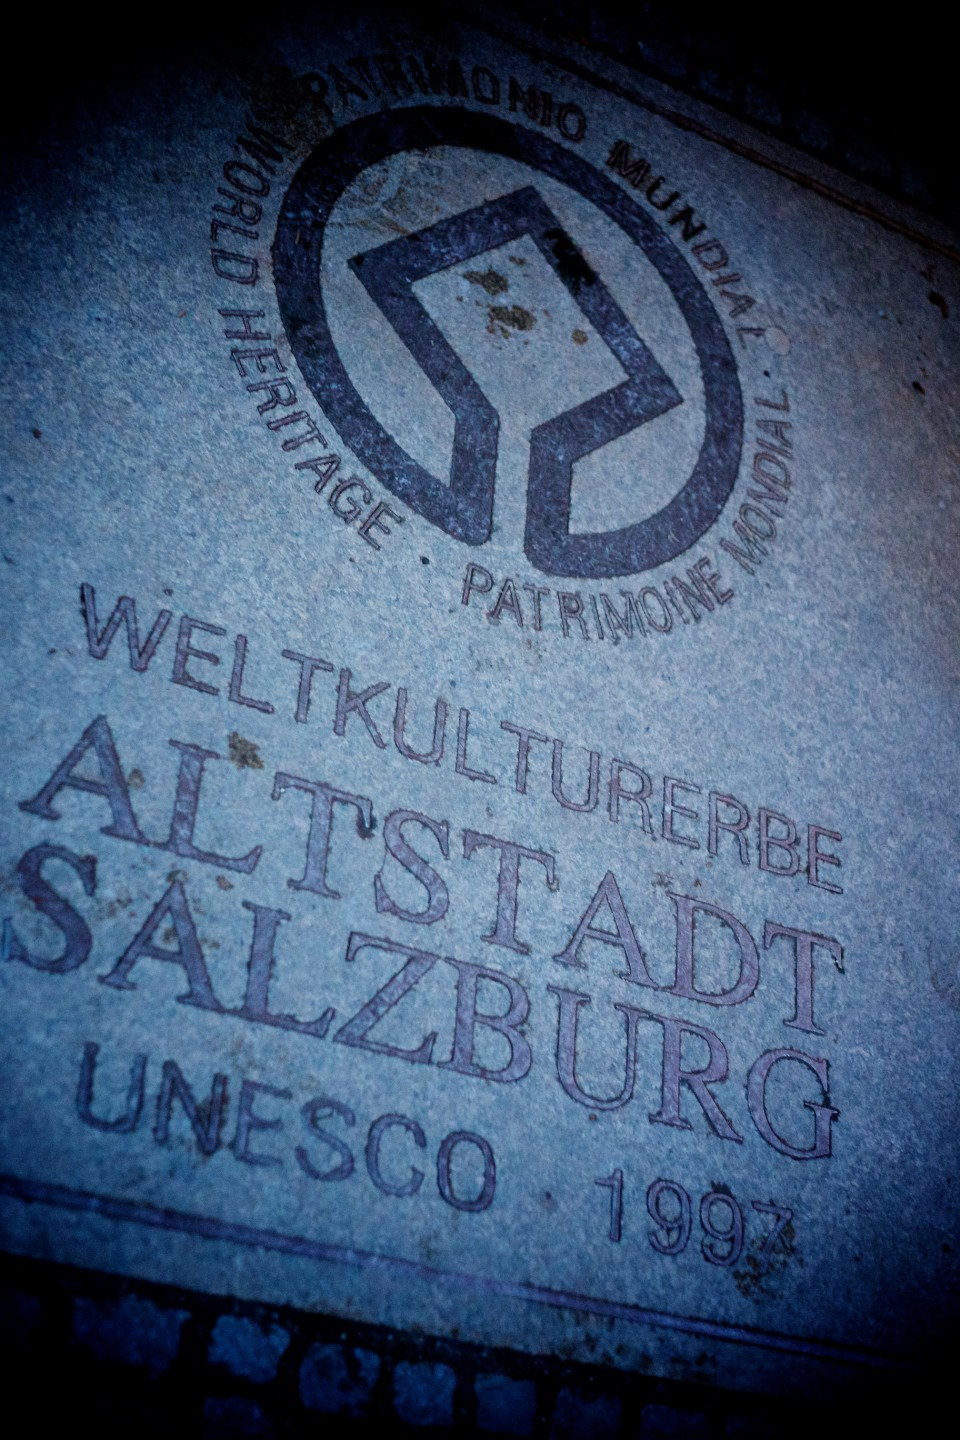 WORLD HERITAGE · PATRIMOINE MONDIAL · PATRIMONIO MUNDIAL
WELTKULTURERBE
ALTSTADT
SALZBURG
UNESCO 1997